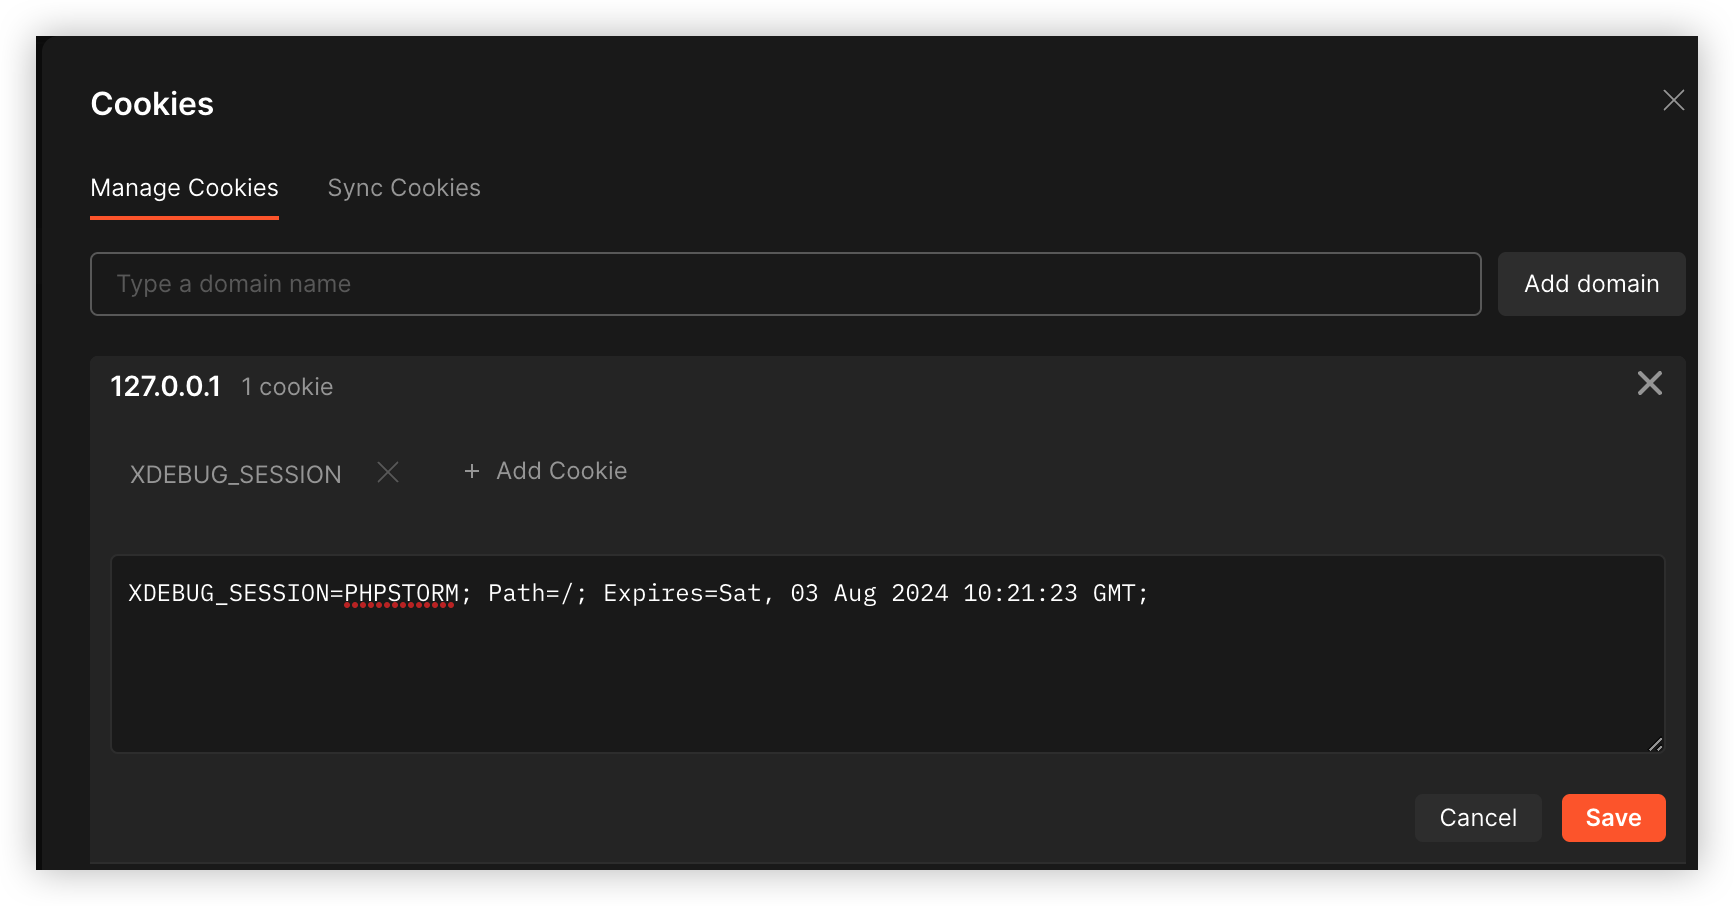 Cookies
Manage Cookies Sync Cookies
Type a domain name Add domain
127.0.0.1 1 cookie
XDEBUG_SESSION + Add Cookie
XDEBUG_SESSION=PHPSTORM; Path=/; Expires=Sat, 03 Aug 2024 10:21:23 GMT;
Cancel Save